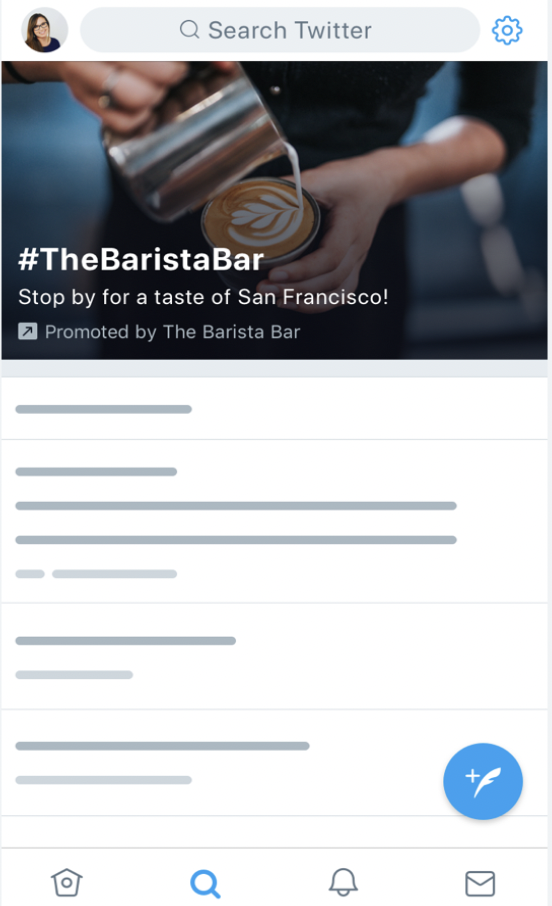 Search Twitter
#TheBaristaBar
Stop by for a taste of San Francisco!
Promoted by The Barista Bar